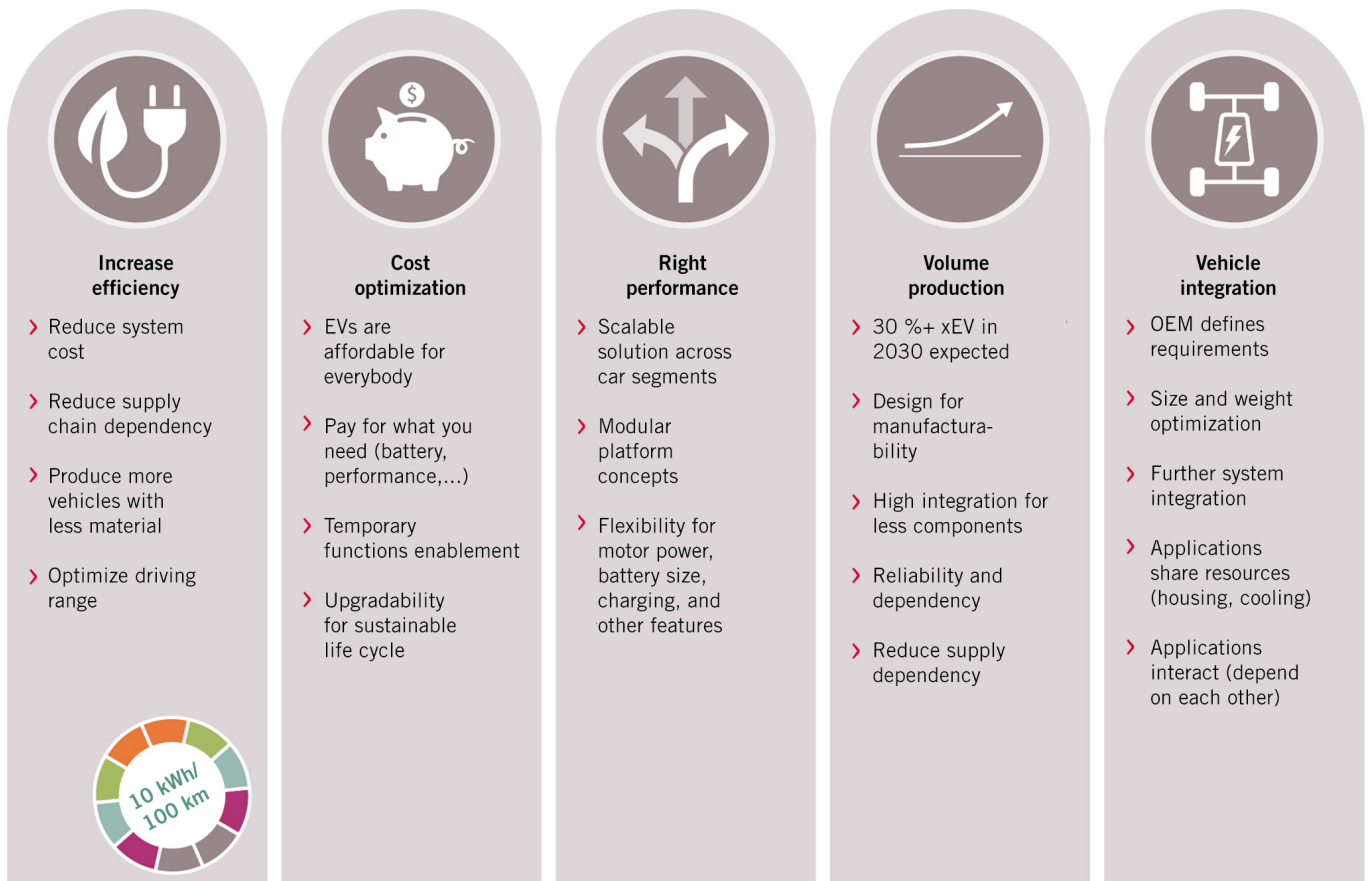 $
Increase
efficiency
Reduce system
cost
Reduce supply
chain dependency
Produce more
vehicles with
less material
Optimize driving
range
10 kWh/
100 km
Cost
optimization
EVs are
affordable for
everybody
Pay for what you
need (battery,
performance,...)
Temporary
functions enablement
Upgradability
for sustainable
life cycle
Right
performance
Scalable
solution across
car segments
Modular
platform
concepts
Flexibility for
motor power,
battery size,
charging, and
other features
Volume
production
30 %+ xEV in
2030 expected
Design for
manufactura-
bility
High integration for
less components
Reliability and
dependency
Reduce supply
dependency
Vehicle
integration
OEM defines
requirements
Size and weight
optimization
Further system
integration
Applications
share resources
(housing, cooling)
Applications
interact (depend
on each other)